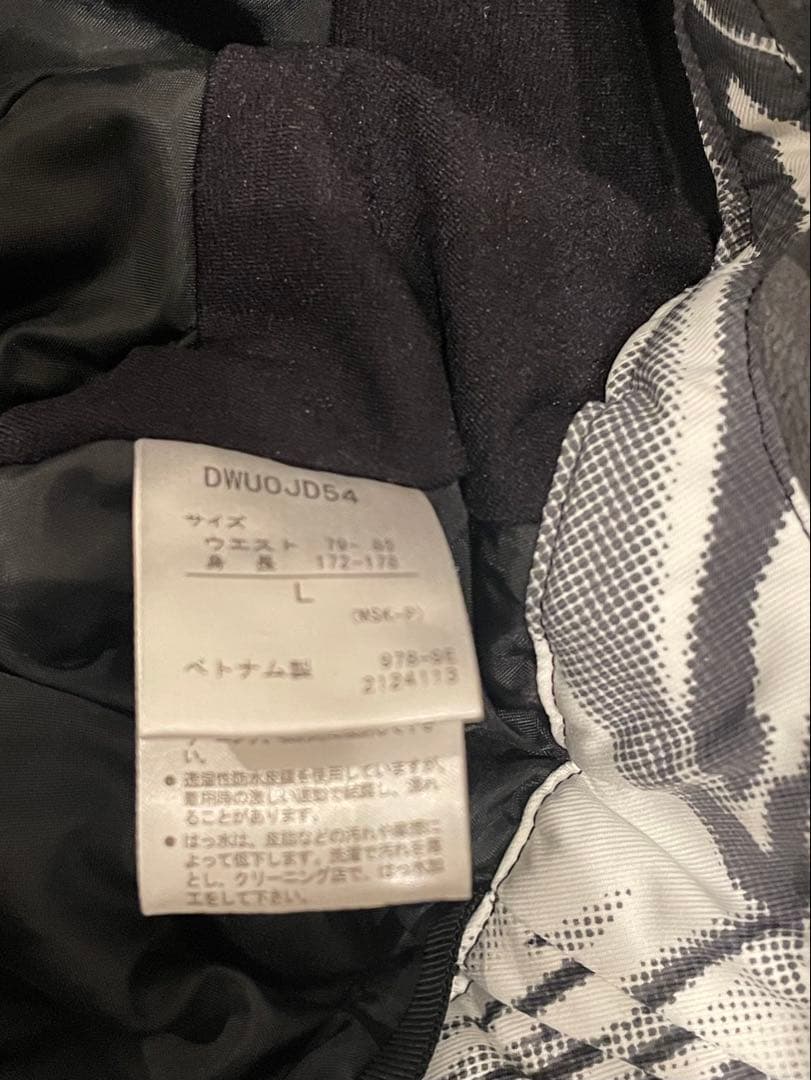 DWUOJD54
サイズ
ウエスト 79- 85
身 長 172-178
L
(MSK-P)
ベトナム製 978-SE
2124113
い。
● 透湿性防水皮膜を使用していますが、
着用時の激しい運動で結露し、濡れ
ることがあります。
● はっ水は、皮脂などの汚れや摩擦に
よって低下します。洗濯で汚れを落
とし、クリーニング店で、はっ水加
工をして下さい。